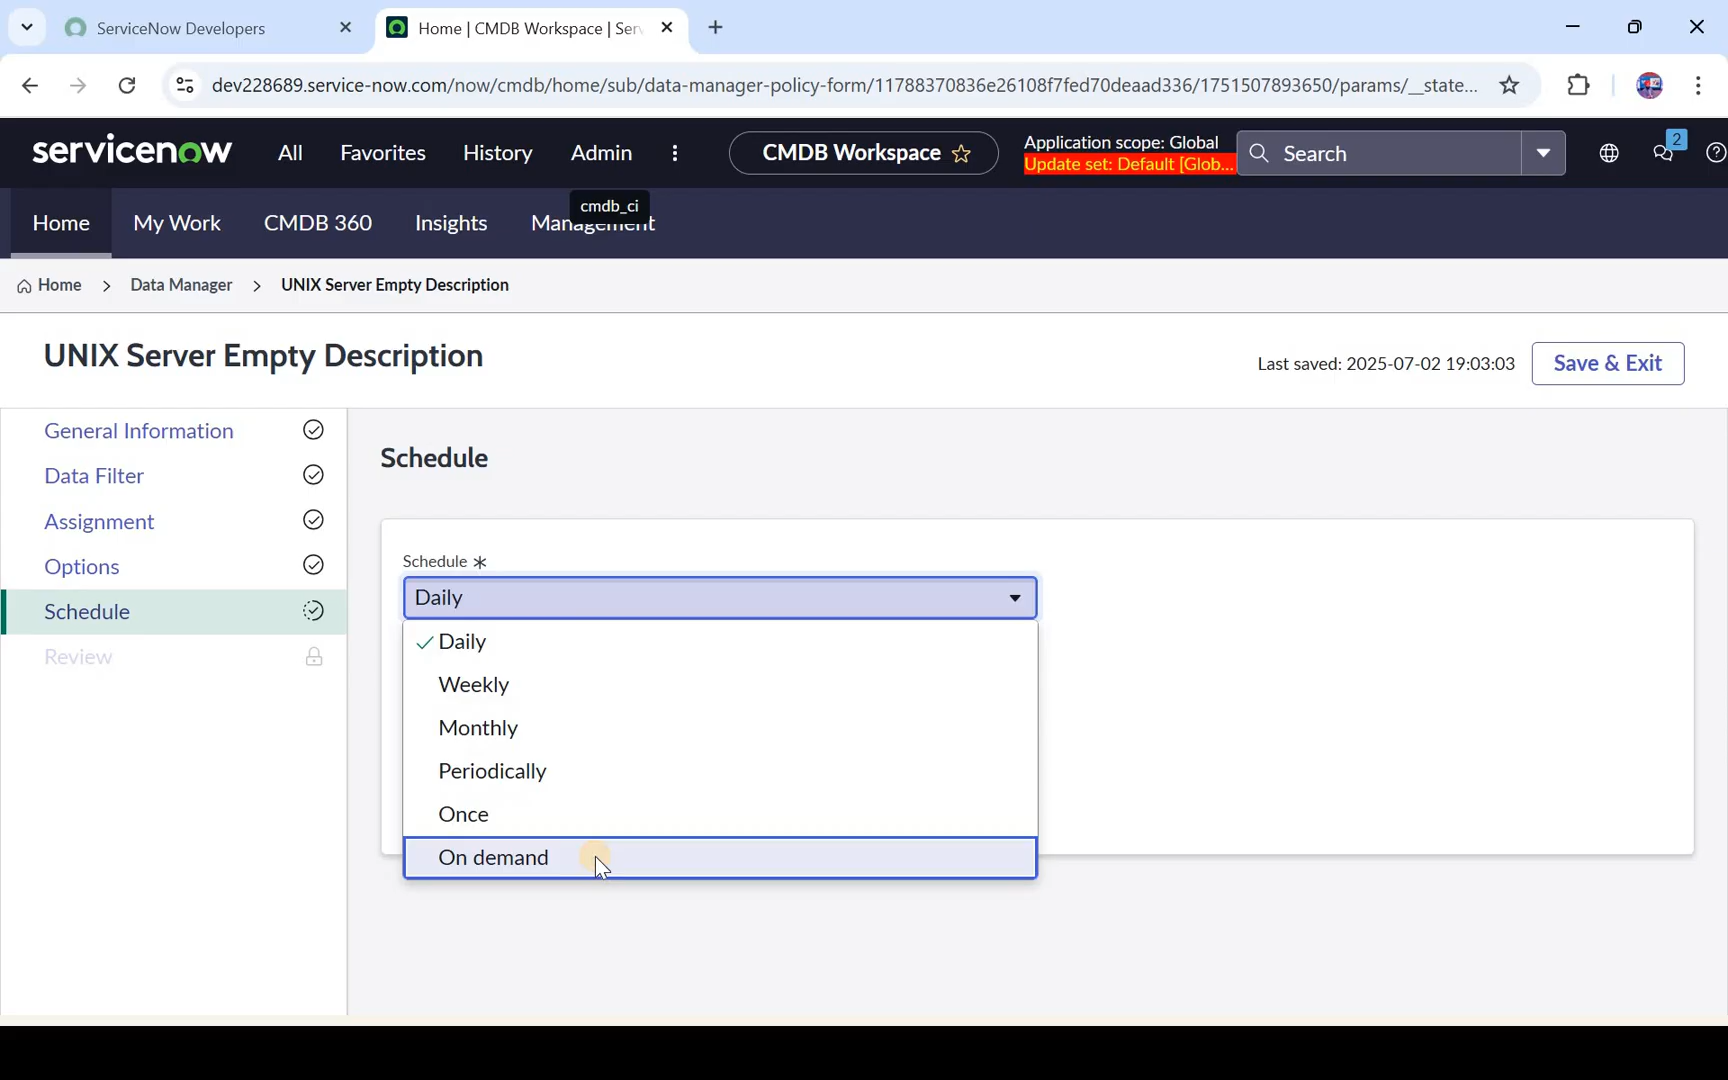 ServiceNow Developers
Home | CMDB Workspace | Serv
dev228689.service-now.com/now/cmdb/home/sub/data-manager-policy-form/11788370836e26108f7fed70deaad336/1751507893650/params/__state...
servicenow
All
Favorites
History
Admin
CMDB Workspace
Application scope: Global
Update set: Default [Glob...
Search
2
cmdb_ci
Home
My Work
CMDB 360
Insights
Management
Home > Data Manager > UNIX Server Empty Description
UNIX Server Empty Description
Last saved: 2025-07-02 19:03:03
Save & Exit
General Information
Data Filter
Assignment
Options
Schedule
Review
Schedule
Schedule *
Daily
Daily
Weekly
Monthly
Periodically
Once
On demand